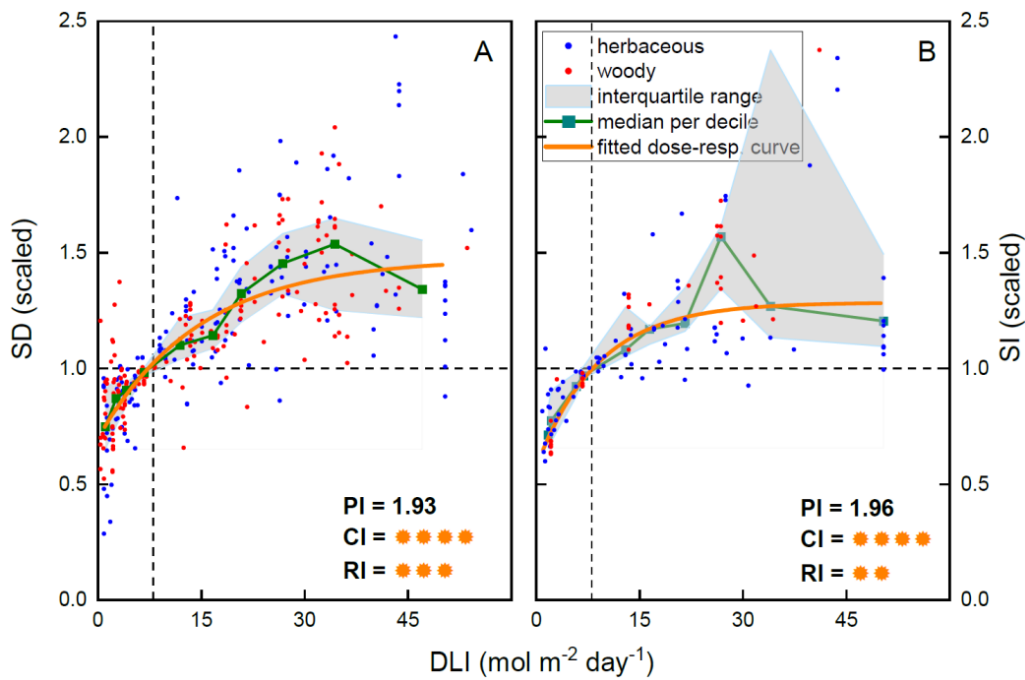 A
2.5
2.0
1.5
1.0
0.5
0.0
SD (scaled)
PI = 1.93
CI =
RI =
0
15
30
45
B
herbaceous
woody
interquartile range
median per decile
fitted dose-resp. curve
PI = 1.96
CI =
RI =
0
15
30
45
2.5
2.0
1.5
1.0
0.5
0.0
SI (scaled)
DLI (mol m⁻² day⁻¹)